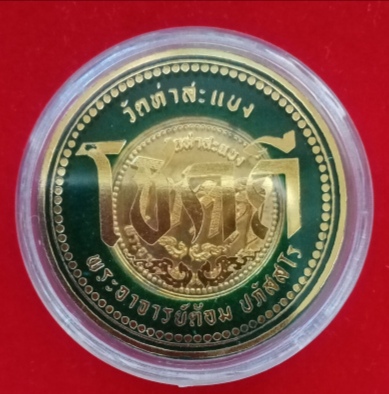 วัดท่าสะแบง
โชคดี
พระอาจารย์ต้อม ปภัสสโร